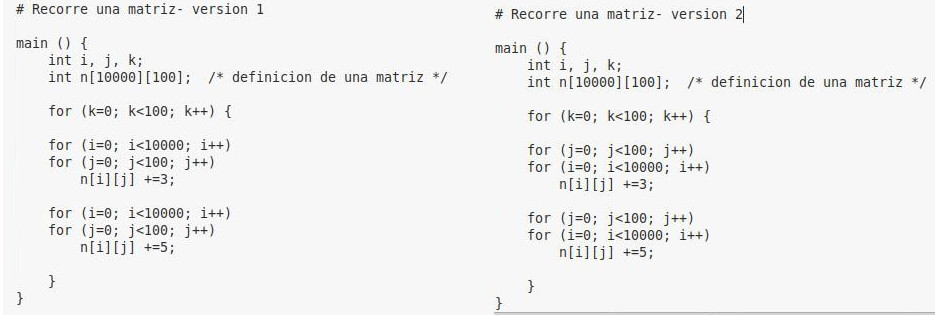 # Recorre una matriz- version 1
main () {
int i, j, k;
int n[10000][100];  /* definicion de una matriz */
for (k=0; k<100; k++) {
for (i=0; i<10000; i++)
for (j=0; j<100; j++)
n[i][j] +=3;
for (i=0; i<10000; i++)
for (j=0; j<100; j++)
n[i][j] +=5;
}
}
# Recorre una matriz- version 2
main () {
int i, j, k;
int n[10000][100];  /* definicion de una matriz */
for (k=0; k<100; k++) {
for (j=0; j<100; j++)
for (i=0; i<10000; i++)
n[i][j] +=3;
for (j=0; j<100; j++)
for (i=0; i<10000; i++)
n[i][j] +=5;
}
}